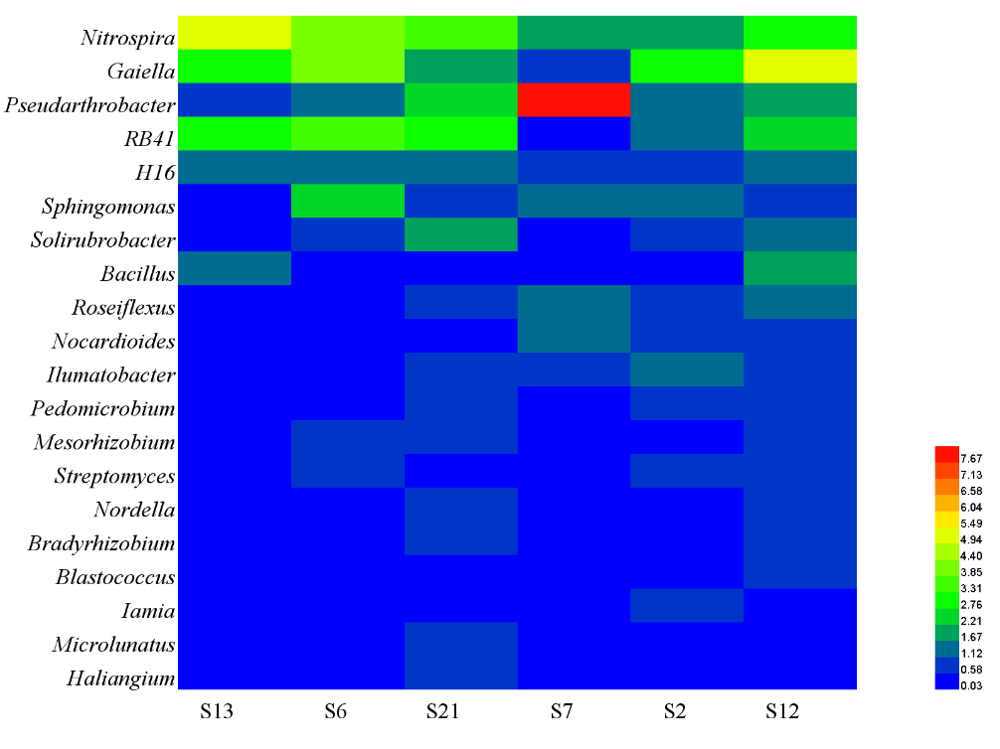 Nitrospira
Gaiella
Pseudarthrobacter
RB41
H16
Sphingomonas
Solirubrobacter
Bacillus
Roseiflexus
Nocardioides
Ilumatobacter
Pedomicrobium
Mesorhizobium
Streptomyces
Nordella
Bradyrhizobium
Blastococcus
Iamia
Microlunatus
Haliangium
S13 S6 S21 S7 S2 S12
7.67
7.13
6.58
6.04
5.49
4.94
4.40
3.85
3.31
2.76
2.21
1.67
1.12
0.58
0.03